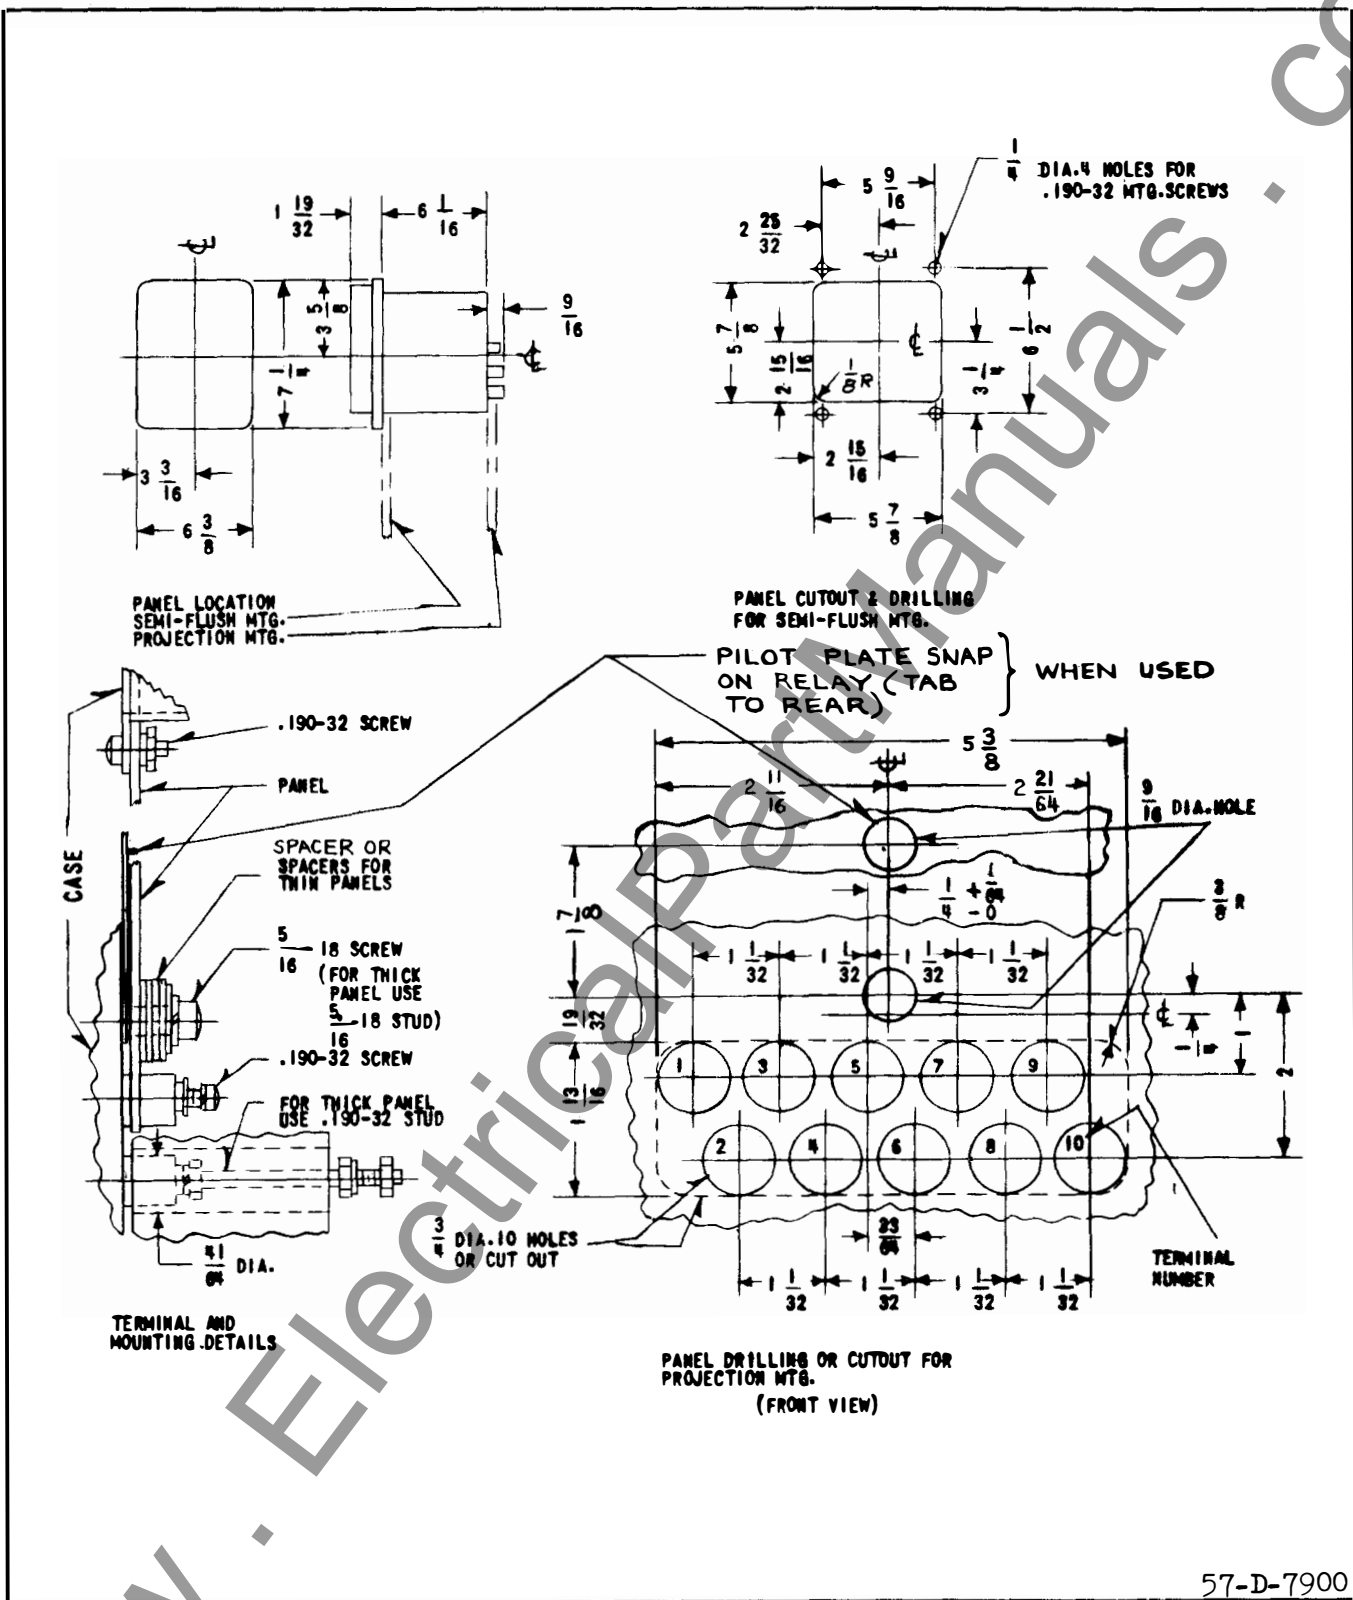 1 19/32
6 1/16
9/16
3 5/8
7 1/4
3 3/16
6 3/8
PANEL LOCATION
SEMI-FLUSH MTG.
PROJECTION MTG.
5 9/16
1/4 DIA.4 HOLES FOR
.190-32 MTG.SCREWS
2 25/32
5 7/8
2 15/16
1/8 R
6 1/2
3 1/4
2 15/16
5 7/8
PANEL CUTOUT & DRILLING
FOR SEMI-FLUSH MTG.
PILOT PLATE SNAP
ON RELAY (TAB
TO REAR)
WHEN USED
.190-32 SCREW
PANEL
CASE
SPACER OR
SPACERS FOR
THIN PANELS
5/16 - 18 SCREW
(FOR THICK
PANEL USE
5/16 - 18 STUD)
.190-32 SCREW
FOR THICK PANEL
USE .190-32 STUD
41/64 DIA.
TERMINAL AND
MOUNTING DETAILS
5 3/8
2 11/16
2 21/64
9/16 DIA.HOLE
1/4 + 1/64 - 0
1 7/8
1 1/32
1 1/32
1 1/32
1 1/32
3/8 R
19/32
1 13/16
1/4
1
2
1
3
5
7
9
2
4
6
8
10
3/4 DIA.10 HOLES
OR CUT OUT
23/64
1 1/32
1 1/32
1 1/32
1 1/32
TERMINAL
NUMBER
PANEL DRILLING OR CUTOUT FOR
PROJECTION MTG.
(FRONT VIEW)
57-D-7900
w . ElectricalPartManuals . co